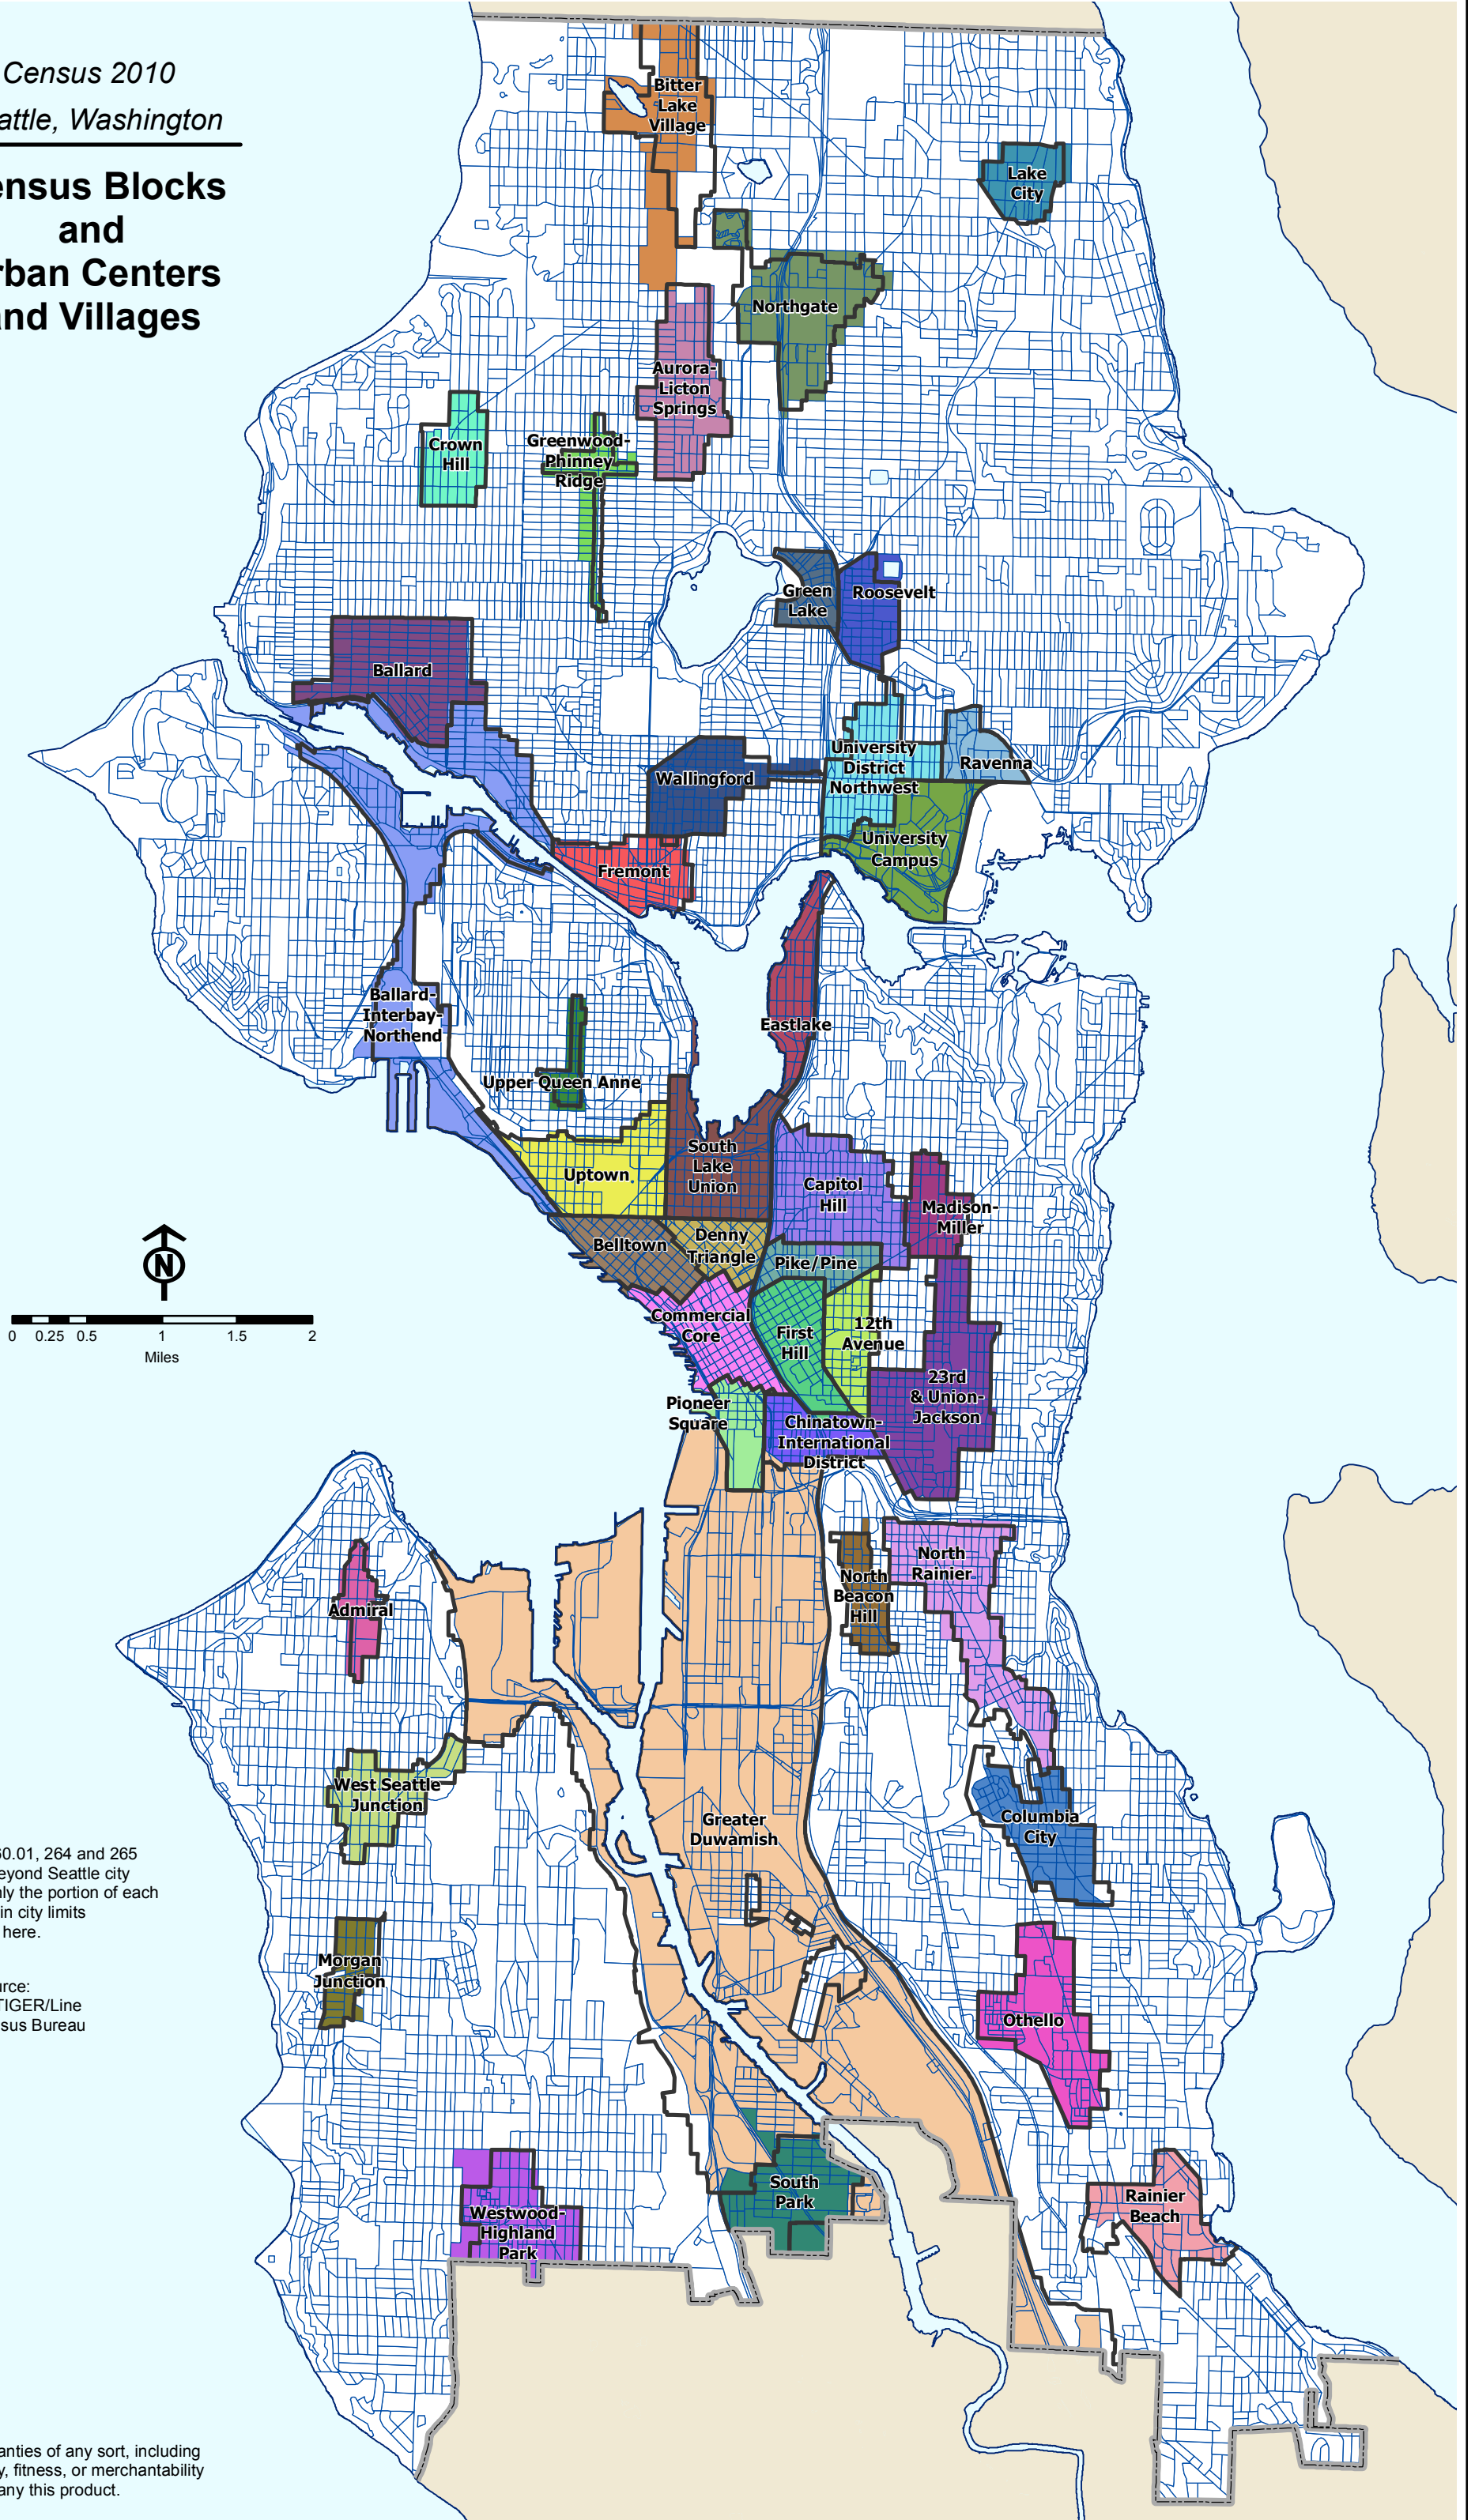 Census 2010
attle, Washington
ensus Blocks
and
rban Centers
and Villages
Bitter
Lake
Village
Lake
City
Northgate
Aurora-
Licton
Springs
Crown
Hill
Greenwood-
Phinney
Ridge
Green
Lake
Roosevelt
Ballard
University
District
Northwest
Ravenna
Wallingford
University
Campus
Fremont
Ballard-
Interbay-
Northend
Eastlake
Upper Queen Anne
South
Lake
Union
Uptown
Capitol
Hill
Madison-
Miller
Belltown
Denny
Triangle
Pike/Pine
N
0 0.25 0.5 1 1.5 2
Miles
Commercial
Core
First
Hill
12th
Avenue
23rd
& Union-
Jackson
Pioneer
Square
Chinatown-
International
District
North
Rainier
North
Beacon
Hill
Admiral
West Seattle
Junction
Greater
Duwamish
Columbia
City
60.01, 264 and 265
eyond Seattle city
nly the portion of each
in city limits
here.
Morgan
Junction
urce:
TIGER/Line
sus Bureau
Othello
South
Park
Rainier
Beach
Westwood-
Highland
Park
anties of any sort, including
y, fitness, or merchantability
any this product.